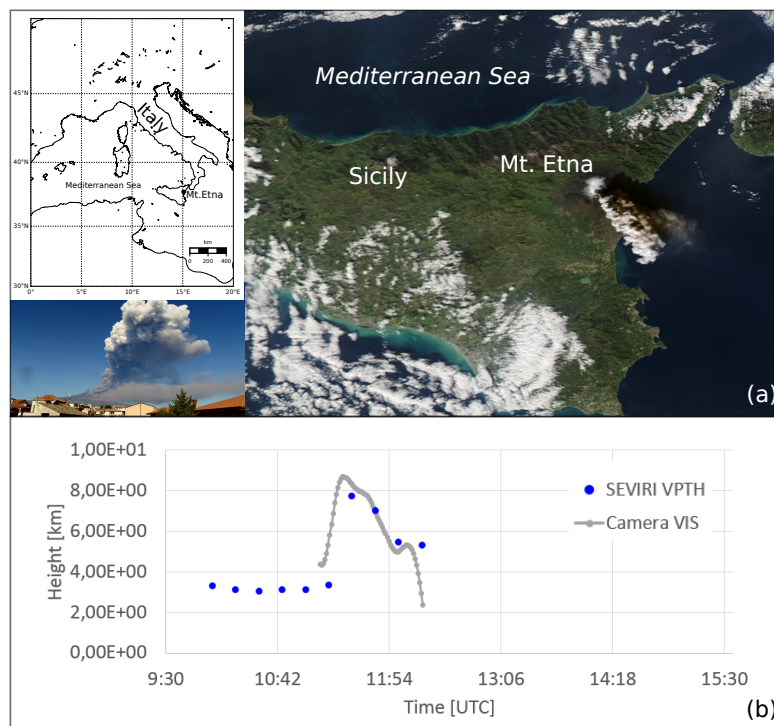 45°N
40°N
35°N
30°N
0°
5°E
10°E
15°E
20°E
Italy
Mediterranean Sea
Mt.Etna
km
0 200 400
Mediterranean Sea
Sicily
Mt. Etna
(a)
1,00E+01
8,00E+00
6,00E+00
4,00E+00
2,00E+00
0,00E+00
Height [km]
SEVIRI VPTH
Camera VIS
9:30 10:42 11:54 13:06 14:18 15:30
Time [UTC]
(b)